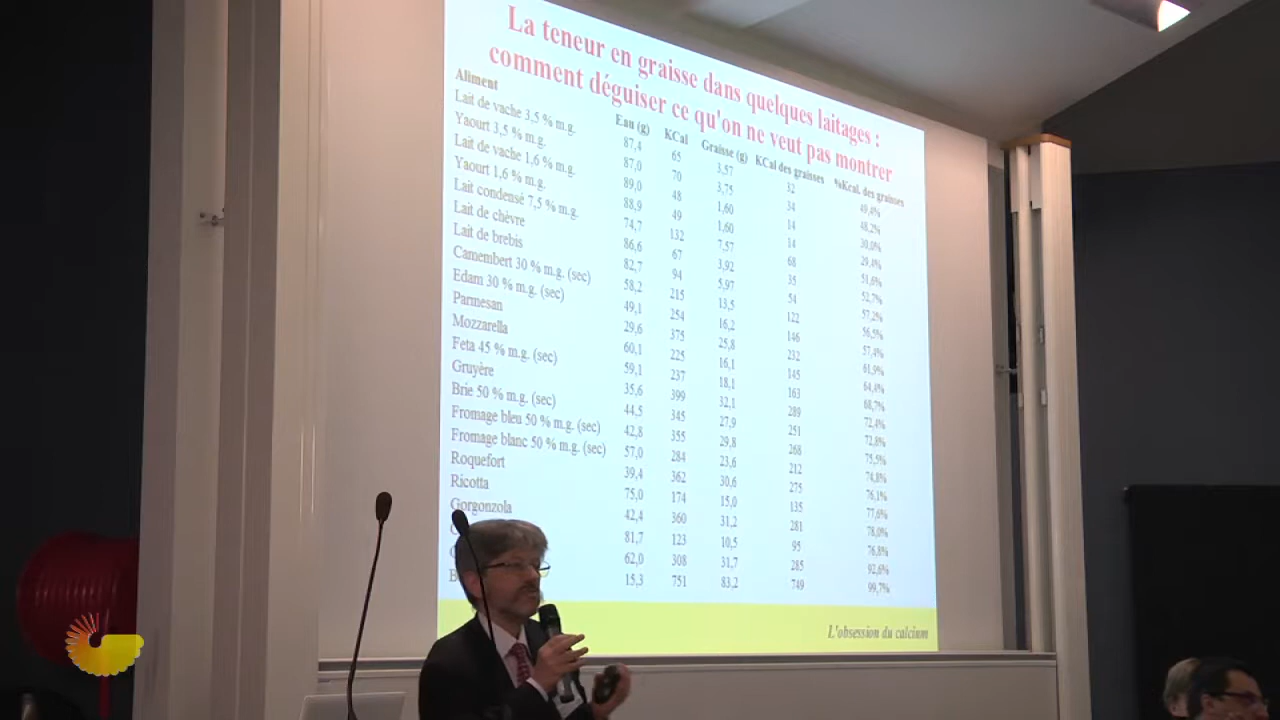 La teneur en graisse dans quelques laitages :
comment déguiser ce qu'on ne veut pas montrer
Aliment Eau (g) KCal Graisse (g) KCal des graisses %Kcal. des graisses
Lait de vache 3,5 % m.g. 87,4 65 3,57 32 49,4%
Yaourt 3,5 % m.g. 87,0 70 3,75 34 48,2%
Lait de vache 1,6 % m.g. 89,0 48 1,60 14 30,0%
Yaourt 1,6 % m.g. 88,9 49 1,60 14 29,4%
Lait condensé 7,5 % m.g. 74,7 132 7,57 68 51,6%
Lait de chèvre 86,6 67 3,92 35 52,7%
Lait de brebis 82,7 94 5,97 54 57,2%
Camembert 30 % m.g. (sec) 58,2 215 13,5 122 56,5%
Edam 30 % m.g. (sec) 49,1 254 16,2 146 57,4%
Parmesan 29,6 375 25,8 232 61,9%
Mozzarella 60,1 225 16,1 145 64,4%
Feta 45 % m.g. (sec) 59,1 237 18,1 163 68,7%
Gruyère 35,6 399 32,1 289 72,4%
Brie 50 % m.g. (sec) 44,5 345 27,9 251 72,8%
Fromage bleu 50 % m.g. (sec) 42,8 355 29,8 268 75,5%
Fromage blanc 50 % m.g. (sec) 57,0 284 23,6 212 74,8%
Roquefort 39,4 362 30,6 275 76,1%
Ricotta 75,0 174 15,0 135 77,6%
Gorgonzola 42,4 360 31,2 281 78,0%
81,7 123 10,5 95 76,8%
62,0 308 31,7 285 92,6%
15,3 751 83,2 749 99,7%
L'obsession du calcium